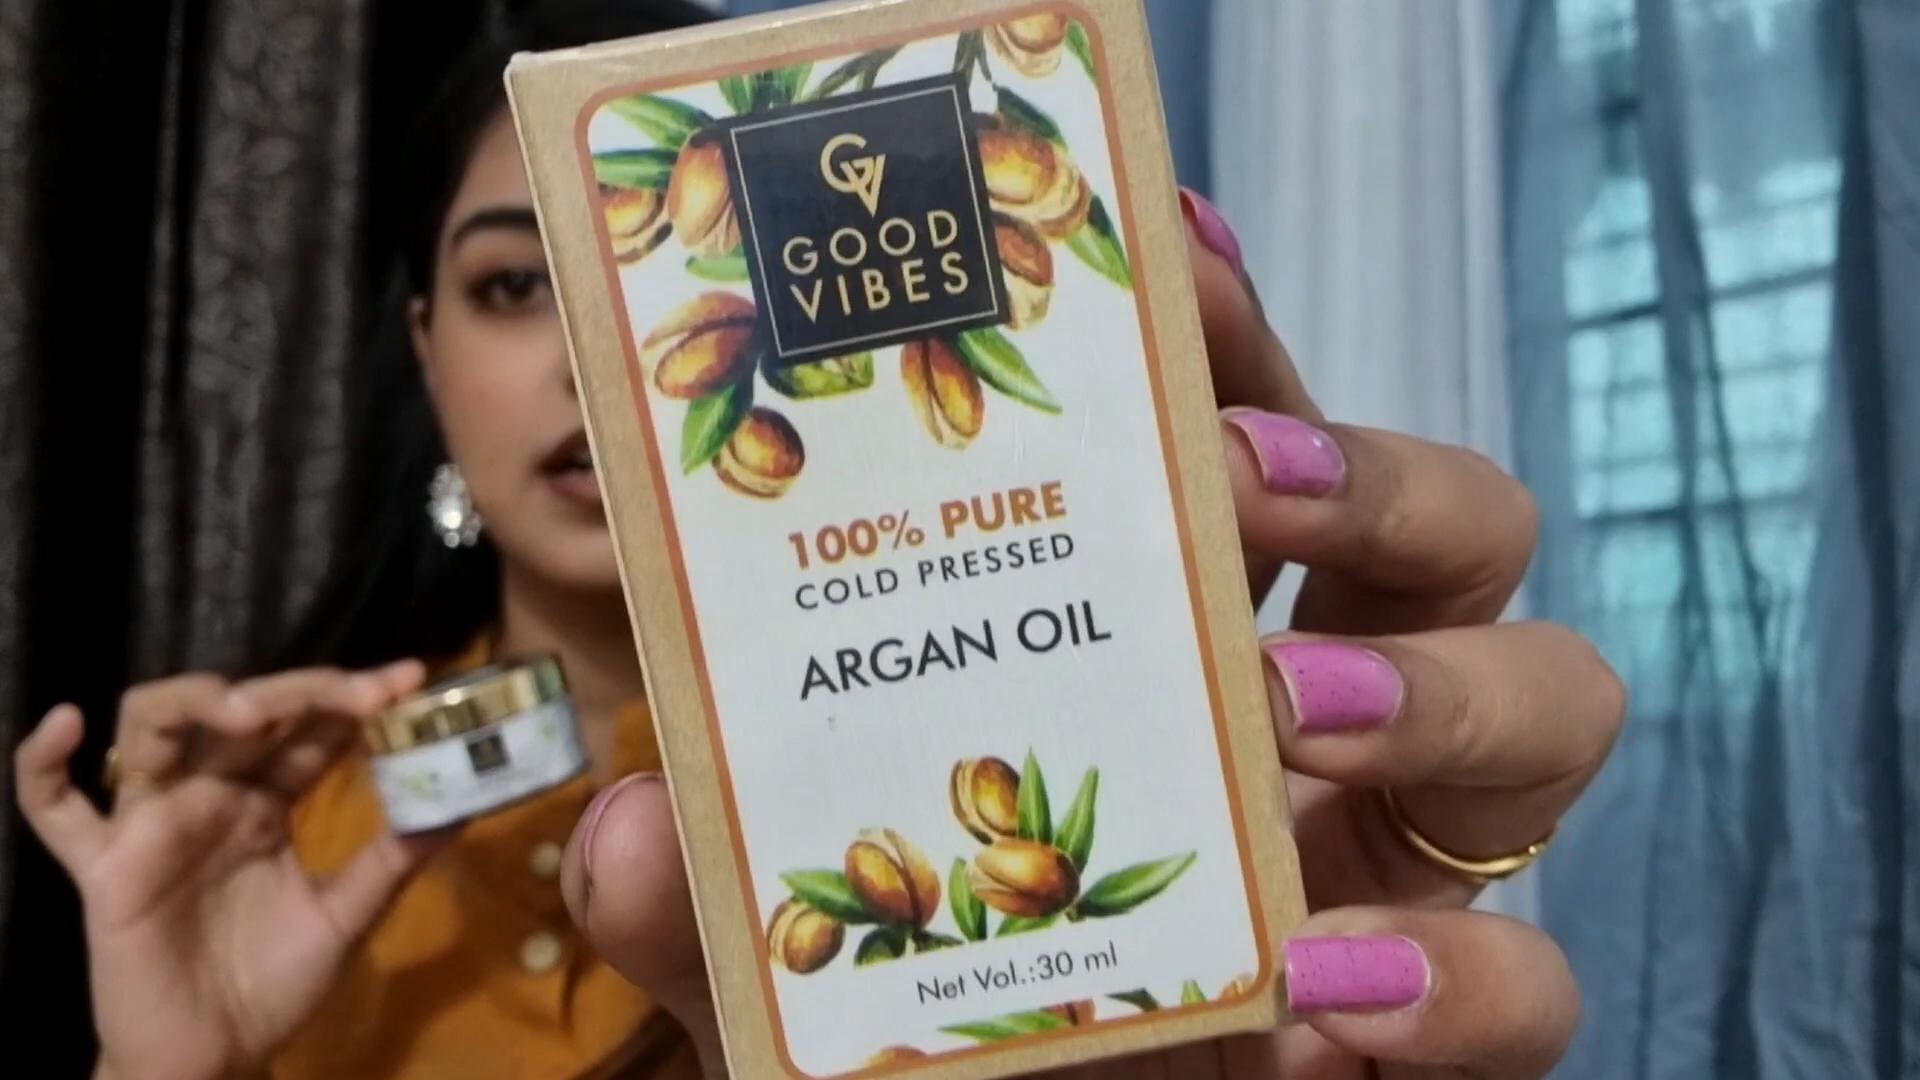 GV
GOOD
VIBES
100% PURE
COLD PRESSED
ARGAN OIL
Net Vol.:30 ml